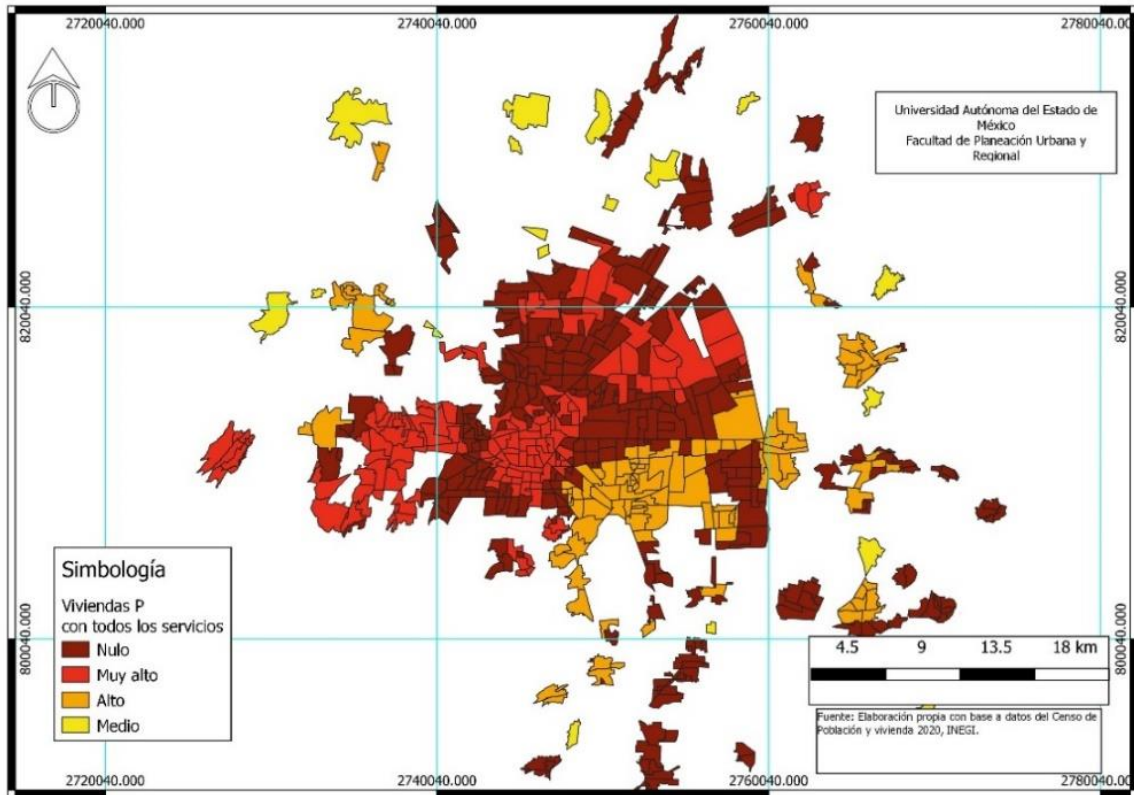 2720040.000 2740040.000 2760040.000 2780040.000
Universidad Autónoma del Estado de
México
Facultad de Planeación Urbana y
Regional
820040.000 820040.000
Simbología
Viviendas P
con todos los servicios
Nulo
Muy alto
Alto
Medio
800040.000 800040.000
4.5 9 13.5 18 km
Fuente: Elaboración propia con base a datos del Censo de
Población y vivienda 2020, INEGI.
2720040.000 2740040.000 2760040.000 2780040.000